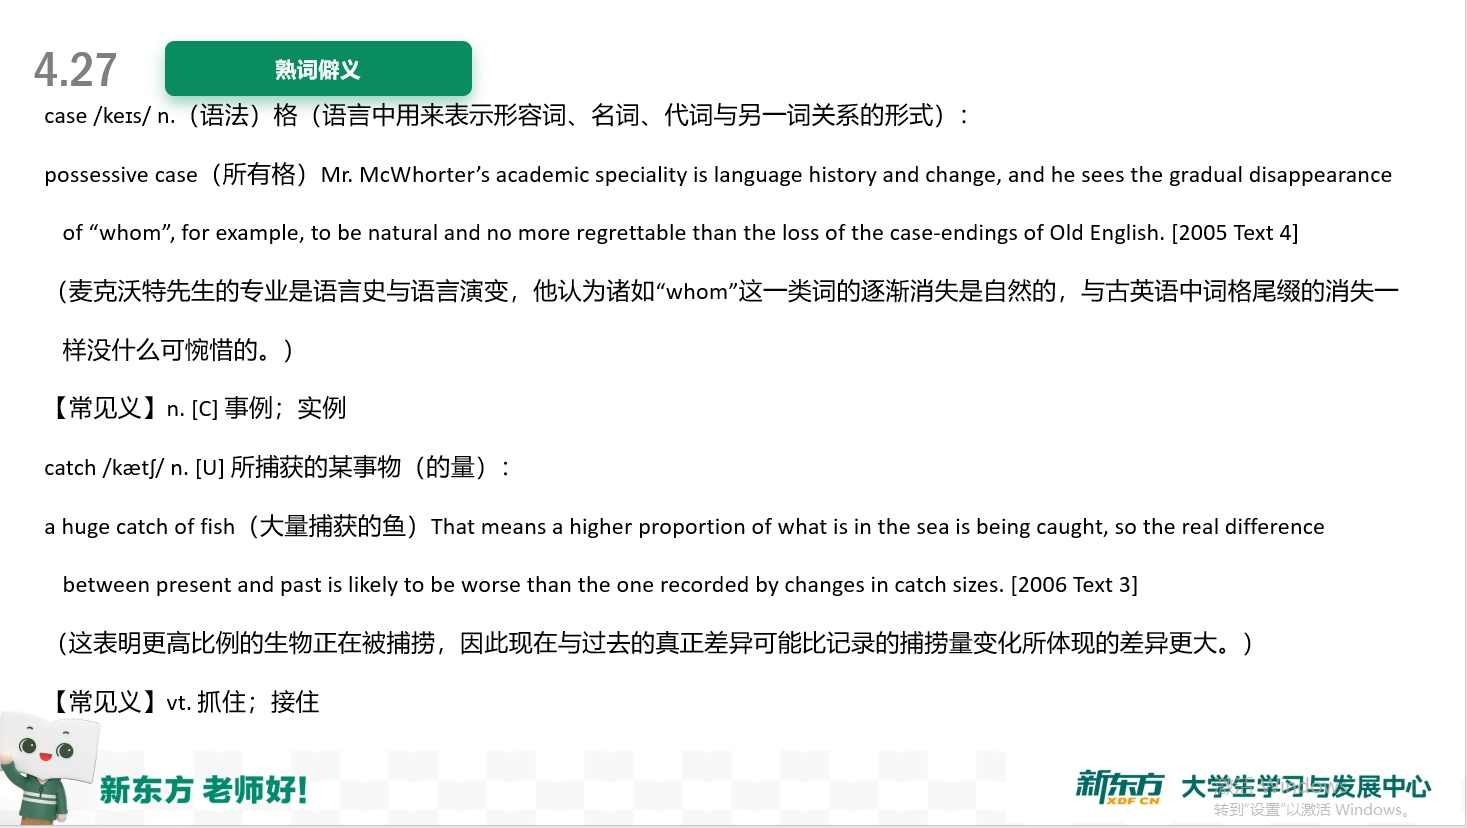 4.27
熟词僻义
case /keɪs/ n.（语法）格（语言中用来表示形容词、名词、代词与另一词关系的形式）：
possessive case（所有格）Mr. McWhorter’s academic speciality is language history and change, and he sees the gradual disappearance
of “whom”, for example, to be natural and no more regrettable than the loss of the case-endings of Old English. [2005 Text 4]
（麦克沃特先生的专业是语言史与语言演变，他认为诸如“whom”这一类词的逐渐消失是自然的，与古英语中词格尾缀的消失一
样没什么可惋惜的。）
【常见义】n. [C] 事例；实例
catch /kætʃ/ n. [U] 所捕获的某事物（的量）：
a huge catch of fish（大量捕获的鱼）That means a higher proportion of what is in the sea is being caught, so the real difference
between present and past is likely to be worse than the one recorded by changes in catch sizes. [2006 Text 3]
（这表明更高比例的生物正在被捕捞，因此现在与过去的真正差异可能比记录的捕捞量变化所体现的差异更大。）
【常见义】vt. 抓住；接住
新东方 老师好！
新东方 XDF.CN 大学生学习与发展中心
激活 Windows
转到“设置”以激活 Windows。